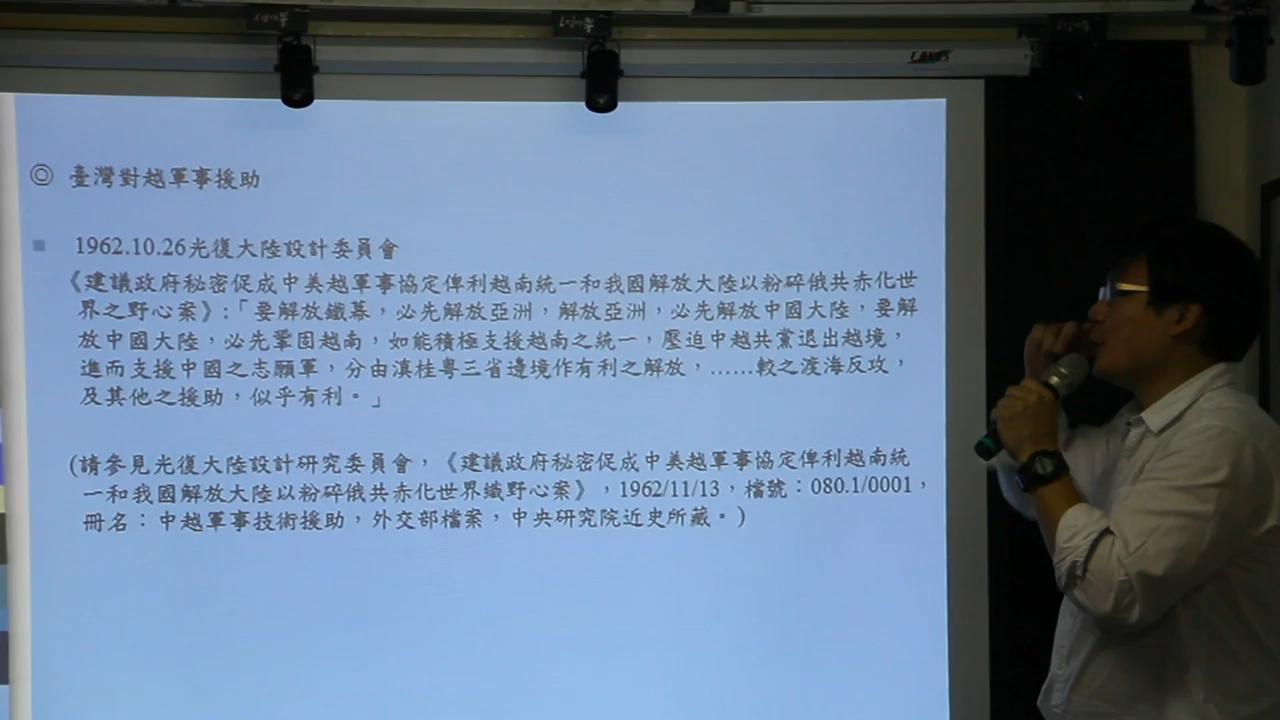 ◎ 臺灣對越軍事援助
1962.10.26光復大陸設計委員會
《建議政府秘密促成中美越軍事協定俾利越南統一和我國解放大陸以粉碎俄共赤化世
界之野心案》:「要解放鐵幕，必先解放亞洲，解放亞洲，必先解放中國大陸，要解
放中國大陸，必先鞏固越南，如能積極支援越南之統一，壓迫中越共黨退出越境，
進而支援中國之志願軍，分由滇桂粵三省邊境作有利之解放，……較之渡海反攻，
及其他之援助，似乎有利。」
(請參見光復大陸設計研究委員會，《建議政府秘密促成中美越軍事協定俾利越南統
一和我國解放大陸以粉碎俄共赤化世界鐵野心案》，1962/11/13，檔號：080.1/0001，
冊名：中越軍事技術援助，外交部檔案，中央研究院近史所藏。)